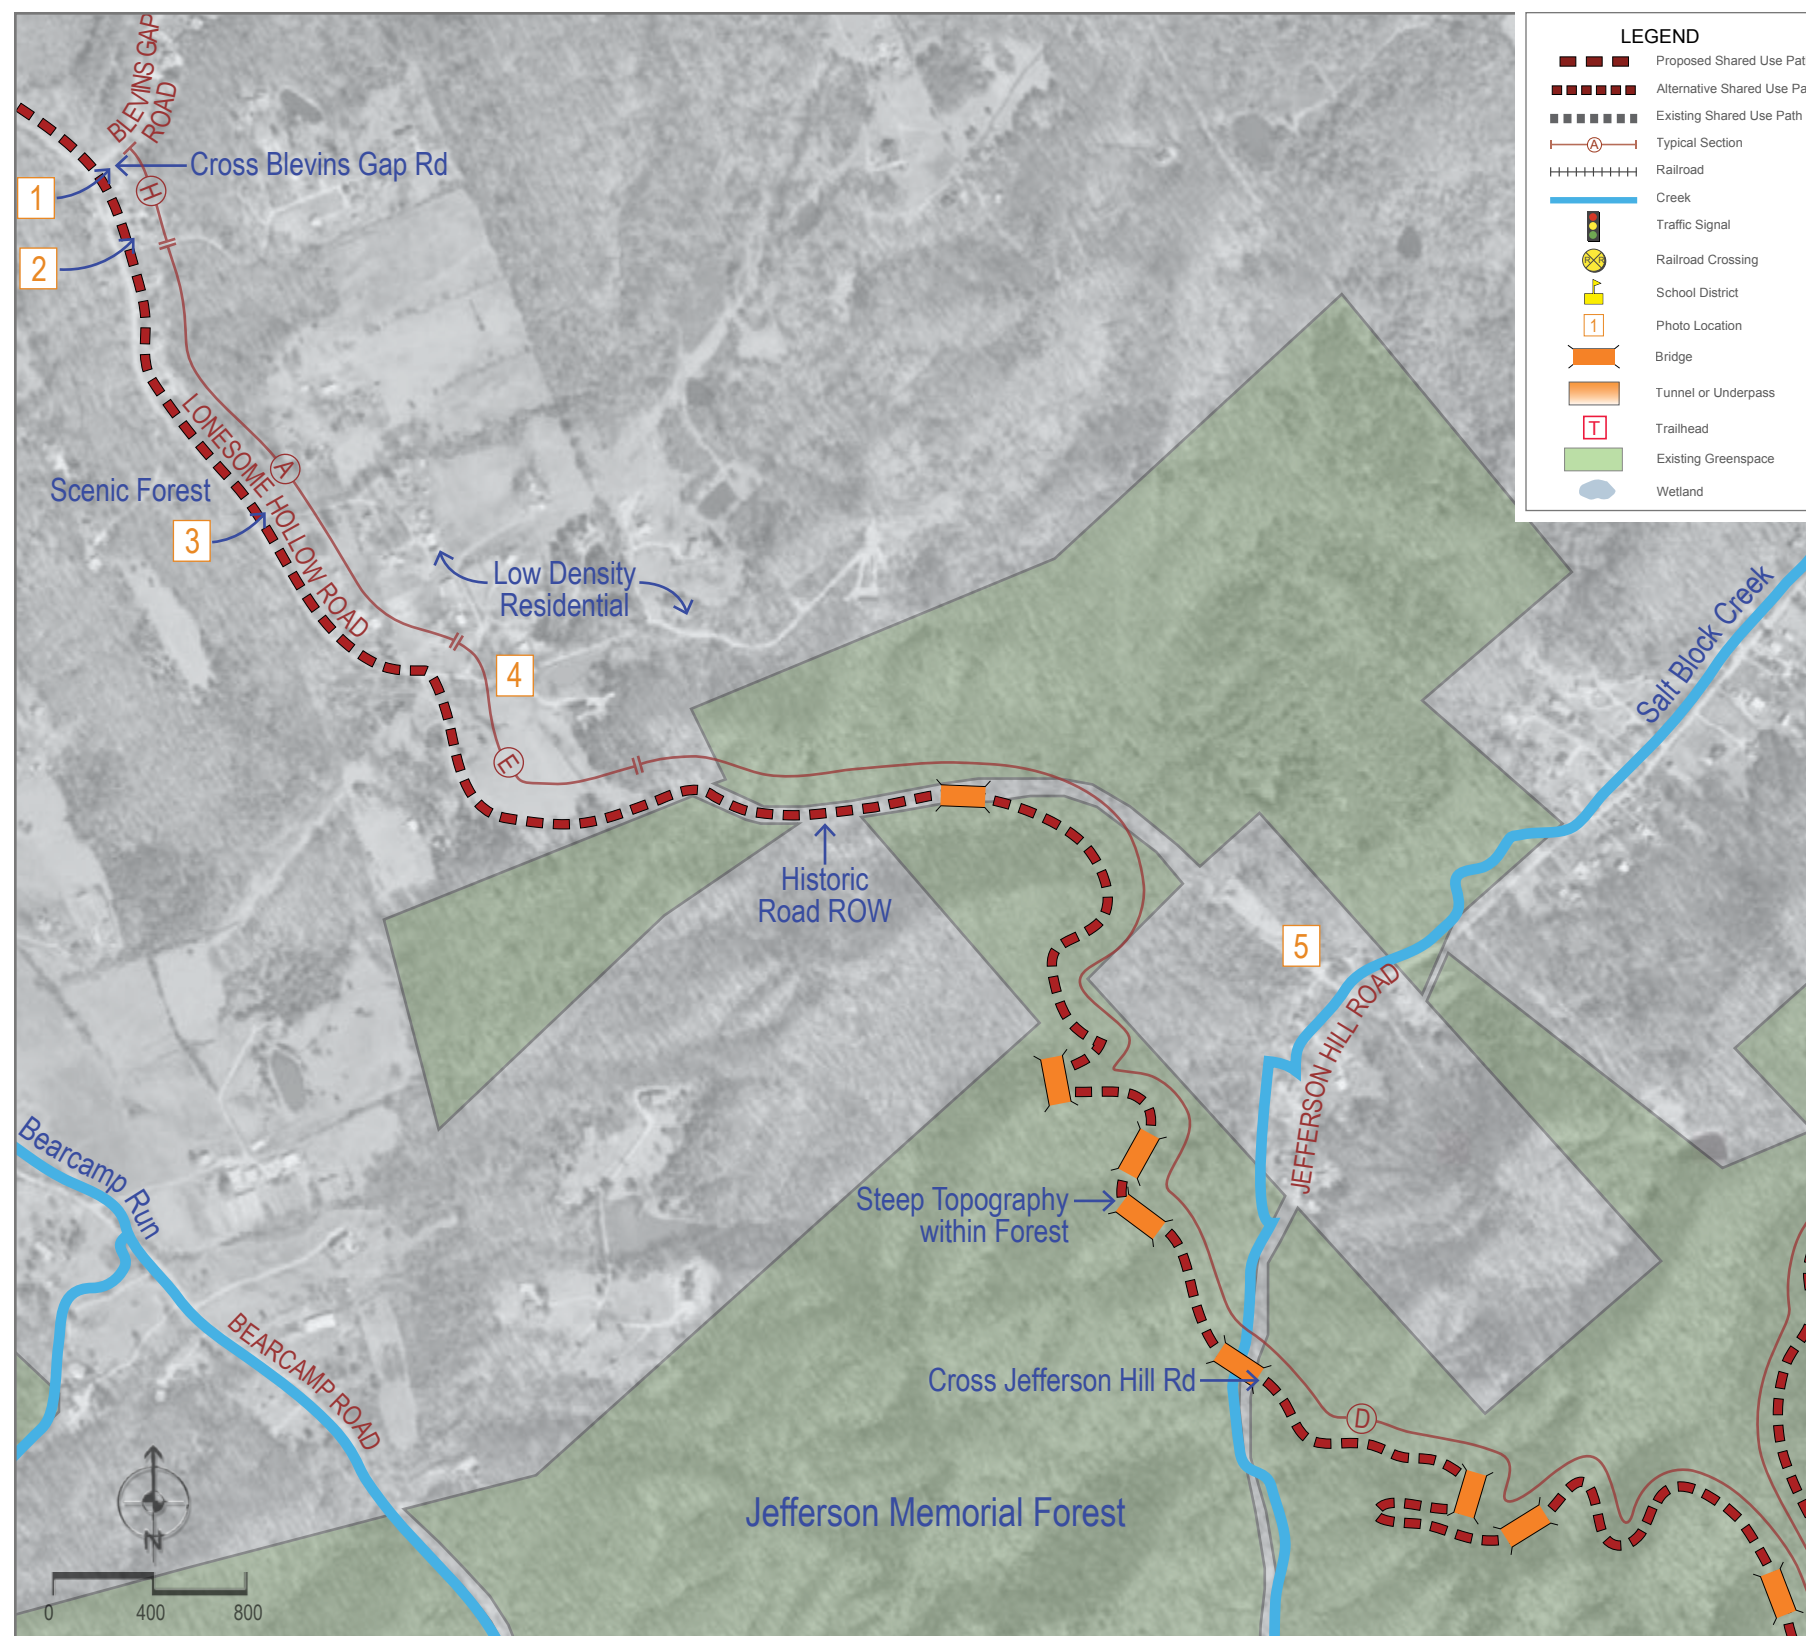 BLEVINS GAP
ROAD
Cross Blevins Gap Rd
1
H
2
LONESOME HOLLOW ROAD
A
Scenic Forest
3
Low Density
Residential
4
E
Historic
Road ROW
5
Salt Block Creek
JEFFERSON HILL ROAD
Bearcamp Run
BEARCAMP ROAD
Steep Topography
within Forest
Cross Jefferson Hill Rd
D
Jefferson Memorial Forest
N
0 400 800
LEGEND
Proposed Shared Use Pat
Alternative Shared Use Pa
Existing Shared Use Path
A Typical Section
Railroad
Creek
Traffic Signal
R R Railroad Crossing
School District
1 Photo Location
Bridge
Tunnel or Underpass
T Trailhead
Existing Greenspace
Wetland